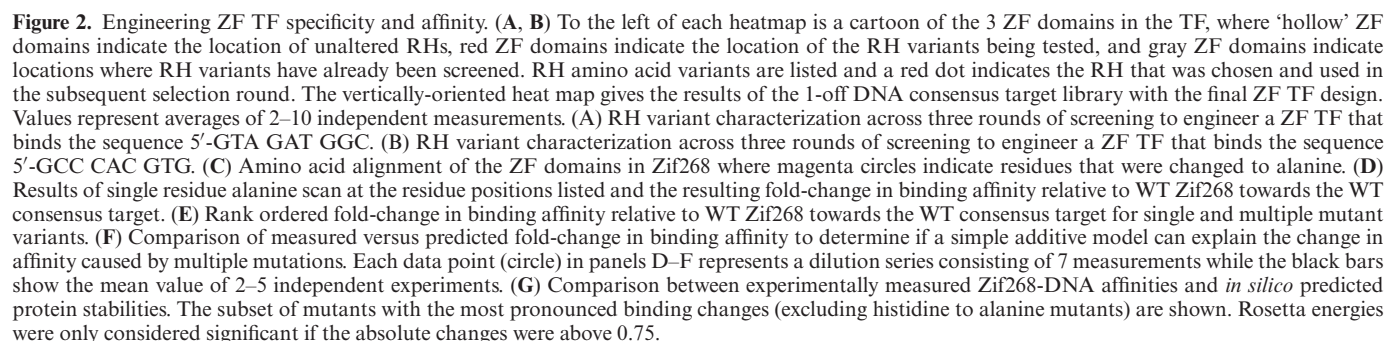 Figure 2. Engineering ZF TF specificity and affinity. (A, B) To the left of each heatmap is a cartoon of the 3 ZF domains in the TF, where ‘hollow’ ZF
domains indicate the location of unaltered RHs, red ZF domains indicate the location of the RH variants being tested, and gray ZF domains indicate
locations where RH variants have already been screened. RH amino acid variants are listed and a red dot indicates the RH that was chosen and used in
the subsequent selection round. The vertically-oriented heat map gives the results of the 1-off DNA consensus target library with the final ZF TF design.
Values represent averages of 2–10 independent measurements. (A) RH variant characterization across three rounds of screening to engineer a ZF TF that
binds the sequence 5′-GTA GAT GGC. (B) RH variant characterization across three rounds of screening to engineer a ZF TF that binds the sequence
5′-GCC CAC GTG. (C) Amino acid alignment of the ZF domains in Zif268 where magenta circles indicate residues that were changed to alanine. (D)
Results of single residue alanine scan at the residue positions listed and the resulting fold-change in binding affinity relative to WT Zif268 towards the WT
consensus target. (E) Rank ordered fold-change in binding affinity relative to WT Zif268 towards the WT consensus target for single and multiple mutant
variants. (F) Comparison of measured versus predicted fold-change in binding affinity to determine if a simple additive model can explain the change in
affinity caused by multiple mutations. Each data point (circle) in panels D–F represents a dilution series consisting of 7 measurements while the black bars
show the mean value of 2–5 independent experiments. (G) Comparison between experimentally measured Zif268-DNA affinities and in silico predicted
protein stabilities. The subset of mutants with the most pronounced binding changes (excluding histidine to alanine mutants) are shown. Rosetta energies
were only considered significant if the absolute changes were above 0.75.